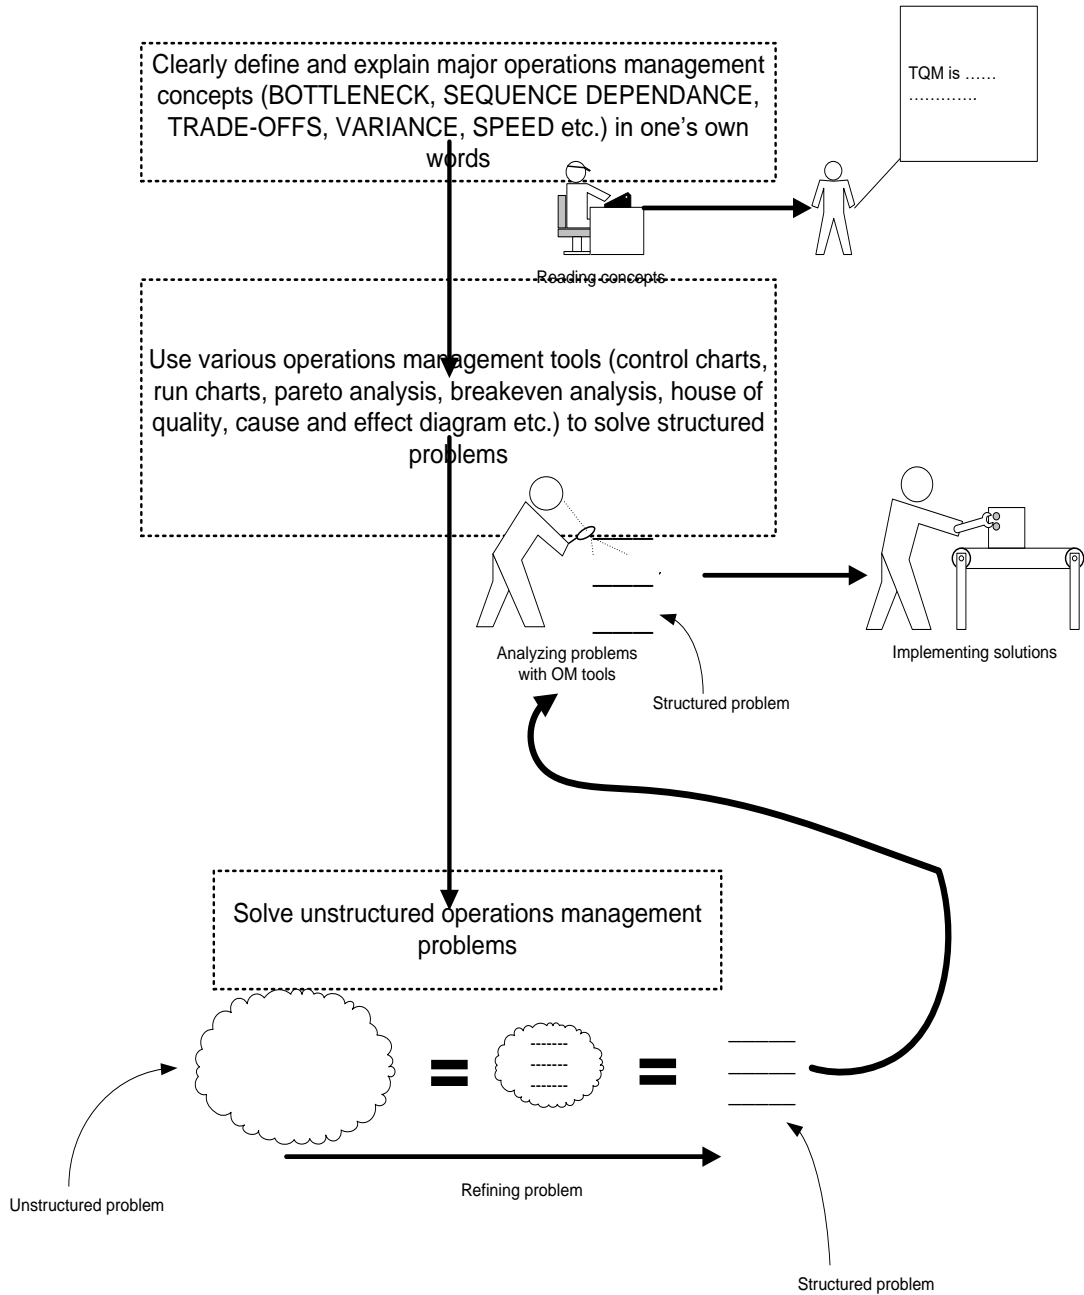 Clearly define and explain major operations management
concepts (BOTTLENECK, SEQUENCE DEPENDANCE,
TRADE-OFFS, VARIANCE, SPEED etc.) in one's own
words
TQM is ……
………….
Reading concepts
Use various operations management tools (control charts,
run charts, pareto analysis, breakeven analysis, house of
quality, cause and effect diagram etc.) to solve structured
problems
Analyzing problems
with OM tools
Implementing solutions
Structured problem
Solve unstructured operations management
problems
Unstructured problem
Refining problem
Structured problem